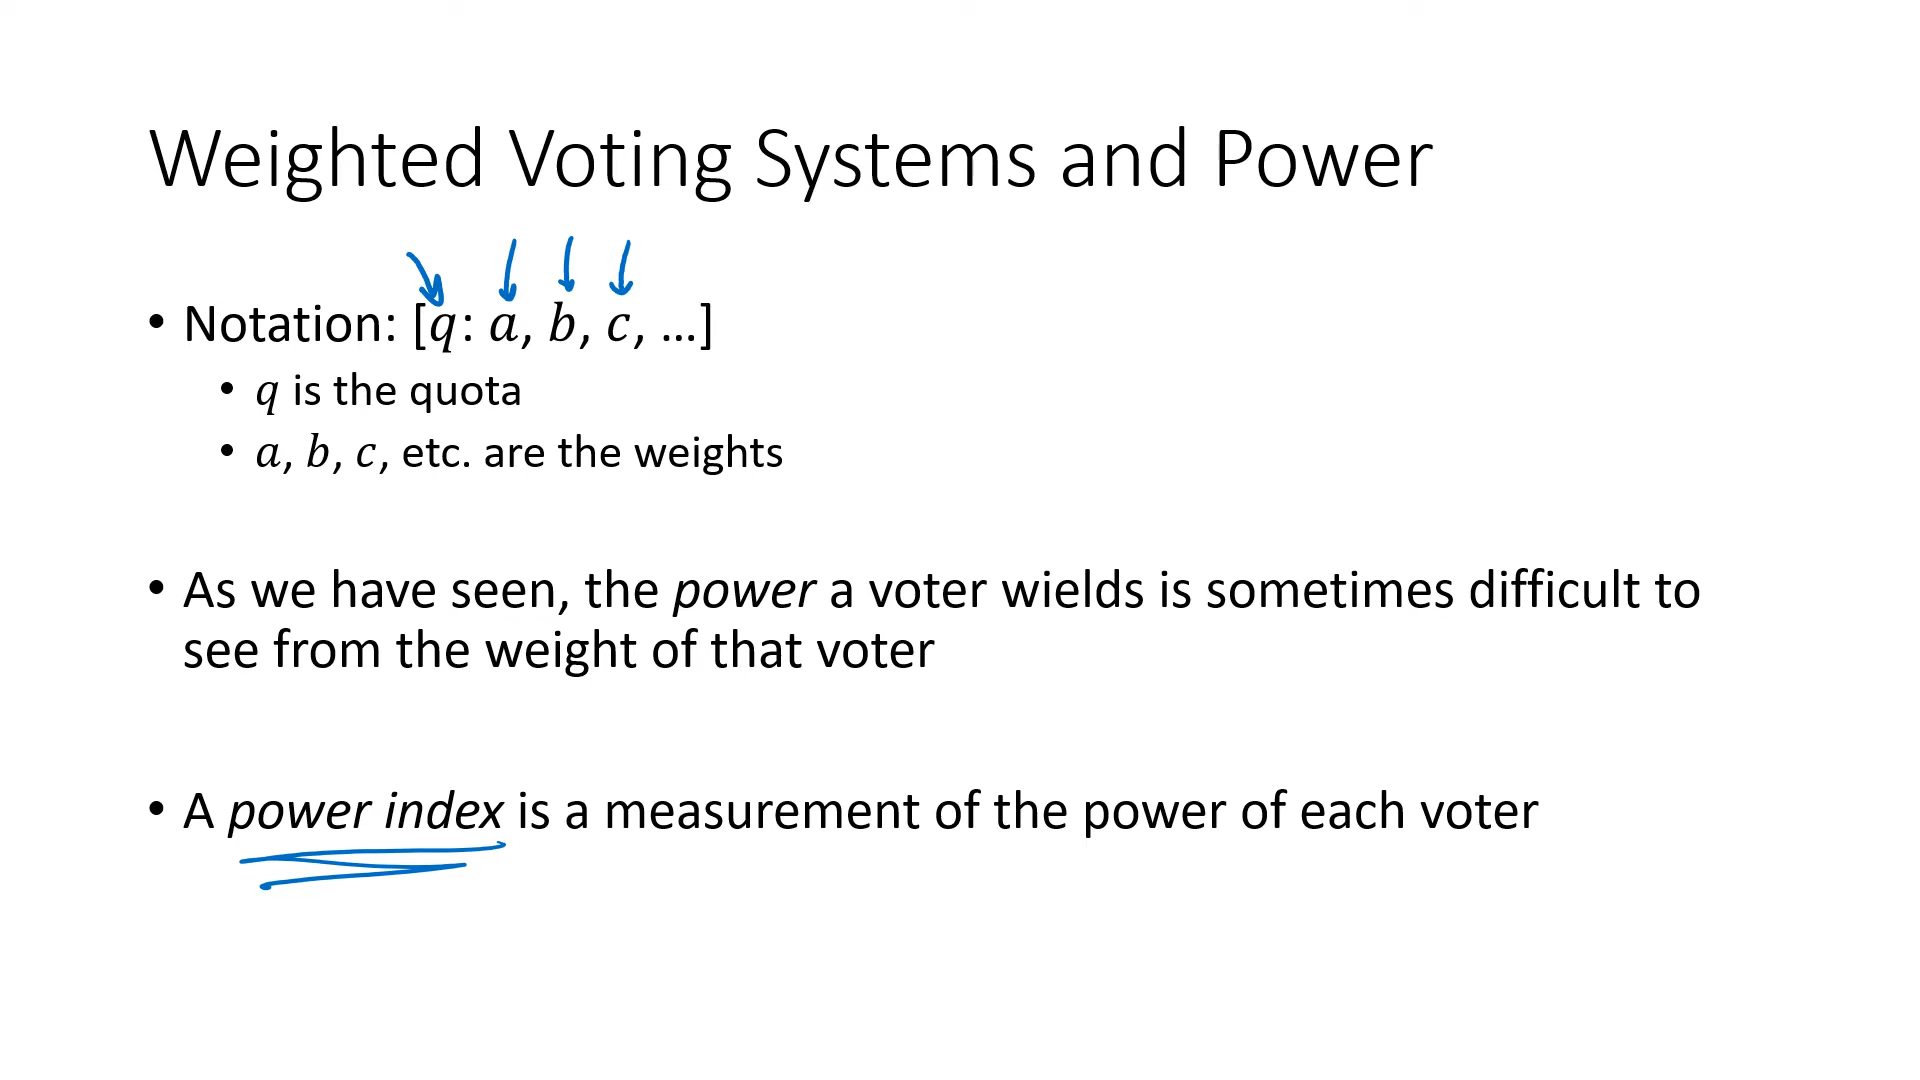 Weighted Voting Systems and Power
• Notation: [q: a, b, c, …]
• q is the quota
• a, b, c, etc. are the weights
• As we have seen, the power a voter wields is sometimes difficult to
see from the weight of that voter
• A power index is a measurement of the power of each voter